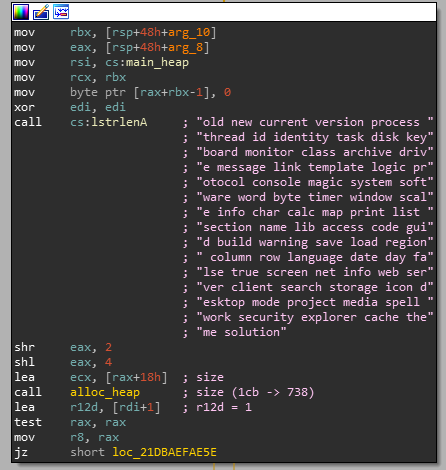 mov rbx, [rsp+48h+arg_10]
mov eax, [rsp+48h+arg_8]
mov rsi, cs:main_heap
mov rcx, rbx
mov byte ptr [rax+rbx-1], 0
xor edi, edi
call cs:lstrlenA ; "old new current version process "
; "thread id identity task disk key"
; "board monitor class archive driv"
; "e message link template logic pr"
; "otocol console magic system soft"
; "ware word byte timer window scal"
; "e info char calc map print list "
; "section name lib access code gui"
; "d build warning save load region"
; " column row language date day fa"
; "lse true screen net info web ser"
; "ver client search storage icon d"
; "esktop mode project media spell "
; "work security explorer cache the"
; "me solution"
shr eax, 2
shl eax, 4
lea ecx, [rax+18h] ; size
call alloc_heap ; size (1cb -> 738)
lea r12d, [rdi+1] ; r12d = 1
test rax, rax
mov r8, rax
jz short loc_21DBAEFAE5E